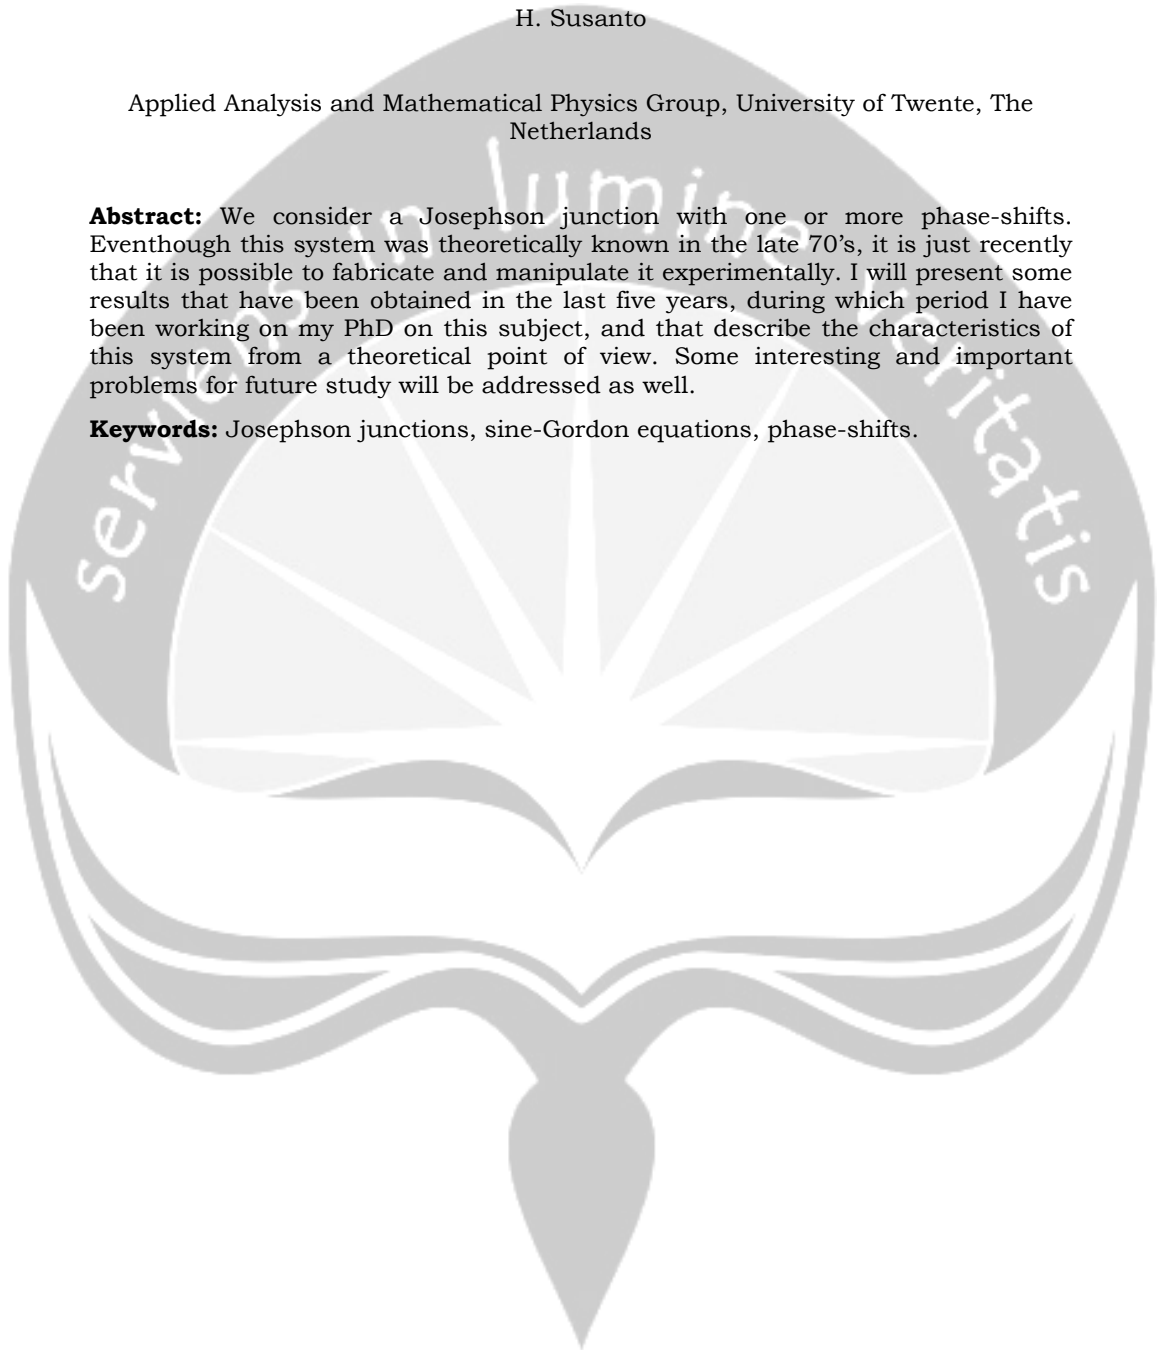 H. Susanto
Applied Analysis and Mathematical Physics Group, University of Twente, The
Netherlands
serviens in lumine veritatis
Abstract: We consider a Josephson junction with one or more phase-shifts.
Eventhough this system was theoretically known in the late 70’s, it is just recently
that it is possible to fabricate and manipulate it experimentally. I will present some
results that have been obtained in the last five years, during which period I have
been working on my PhD on this subject, and that describe the characteristics of
this system from a theoretical point of view. Some interesting and important
problems for future study will be addressed as well.
Keywords: Josephson junctions, sine-Gordon equations, phase-shifts.